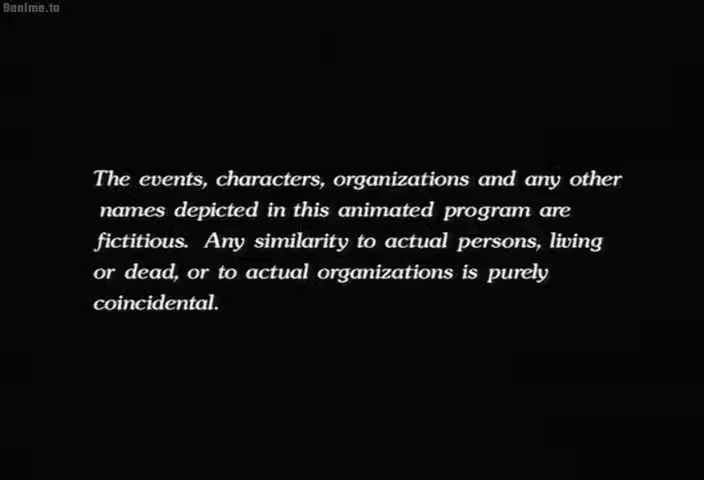 9anime.to
The events, characters, organizations and any other
names depicted in this animated program are
fictitious. Any similarity to actual persons, living
or dead, or to actual organizations is purely
coincidental.